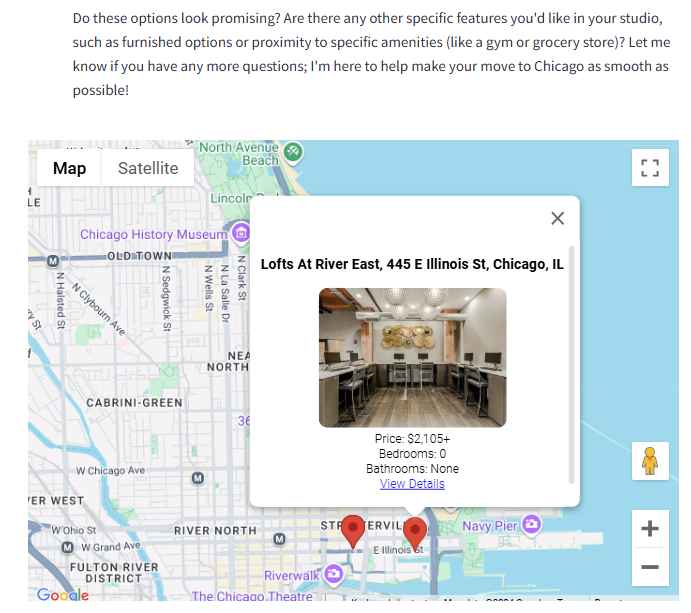 Do these options look promising? Are there any other specific features you'd like in your studio,
such as furnished options or proximity to specific amenities (like a gym or grocery store)? Let me
know if you have any more questions; I'm here to help make your move to Chicago as smooth as
possible!
Map
Satellite
North Avenue
Beach
Lincoln
Chicago History Museum
OLD TOWN
M
N Halsted St
N Clybourn Ave
N Sedgwick St
N Wells St
N La Salle Dr
N Clark St
Lofts At River East, 445 E Illinois St, Chicago, IL
Price: $2,105+
Bedrooms: 0
Bathrooms: None
View Details
NEA
NORTH
CABRINI-GREEN
36
W Chicago Ave
M
ER WEST
W Ohio St
RIVER NORTH
M
STR
TERVIL
Navy Pier
M
W Grand Ave
E Illinois St
FULTON RIVER
DISTRICT
Riverwalk
Google
The Chicago Theatre